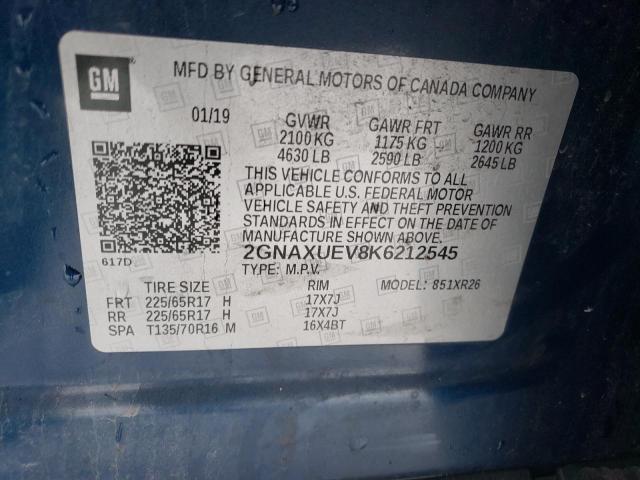 GM
MFD BY GENERAL MOTORS OF CANADA COMPANY
01/19 GVWR GAWR FRT GAWR RR
2100 KG 1175 KG 1200 KG
4630 LB 2590 LB 2645 LB
THIS VEHICLE CONFORMS TO ALL
APPLICABLE U.S. FEDERAL MOTOR
VEHICLE SAFETY AND THEFT PREVENTION
STANDARDS IN EFFECT ON THE DATE OF
MANUFACTURE SHOWN ABOVE.
617D 2GNAXUEV8K6212545
TYPE: M.P.V. MODEL: 851XR26
TIRE SIZE RIM
FRT 225/65R17 H 17X7J
RR 225/65R17 H 17X7J
SPA T135/70R16 M 16X4BT